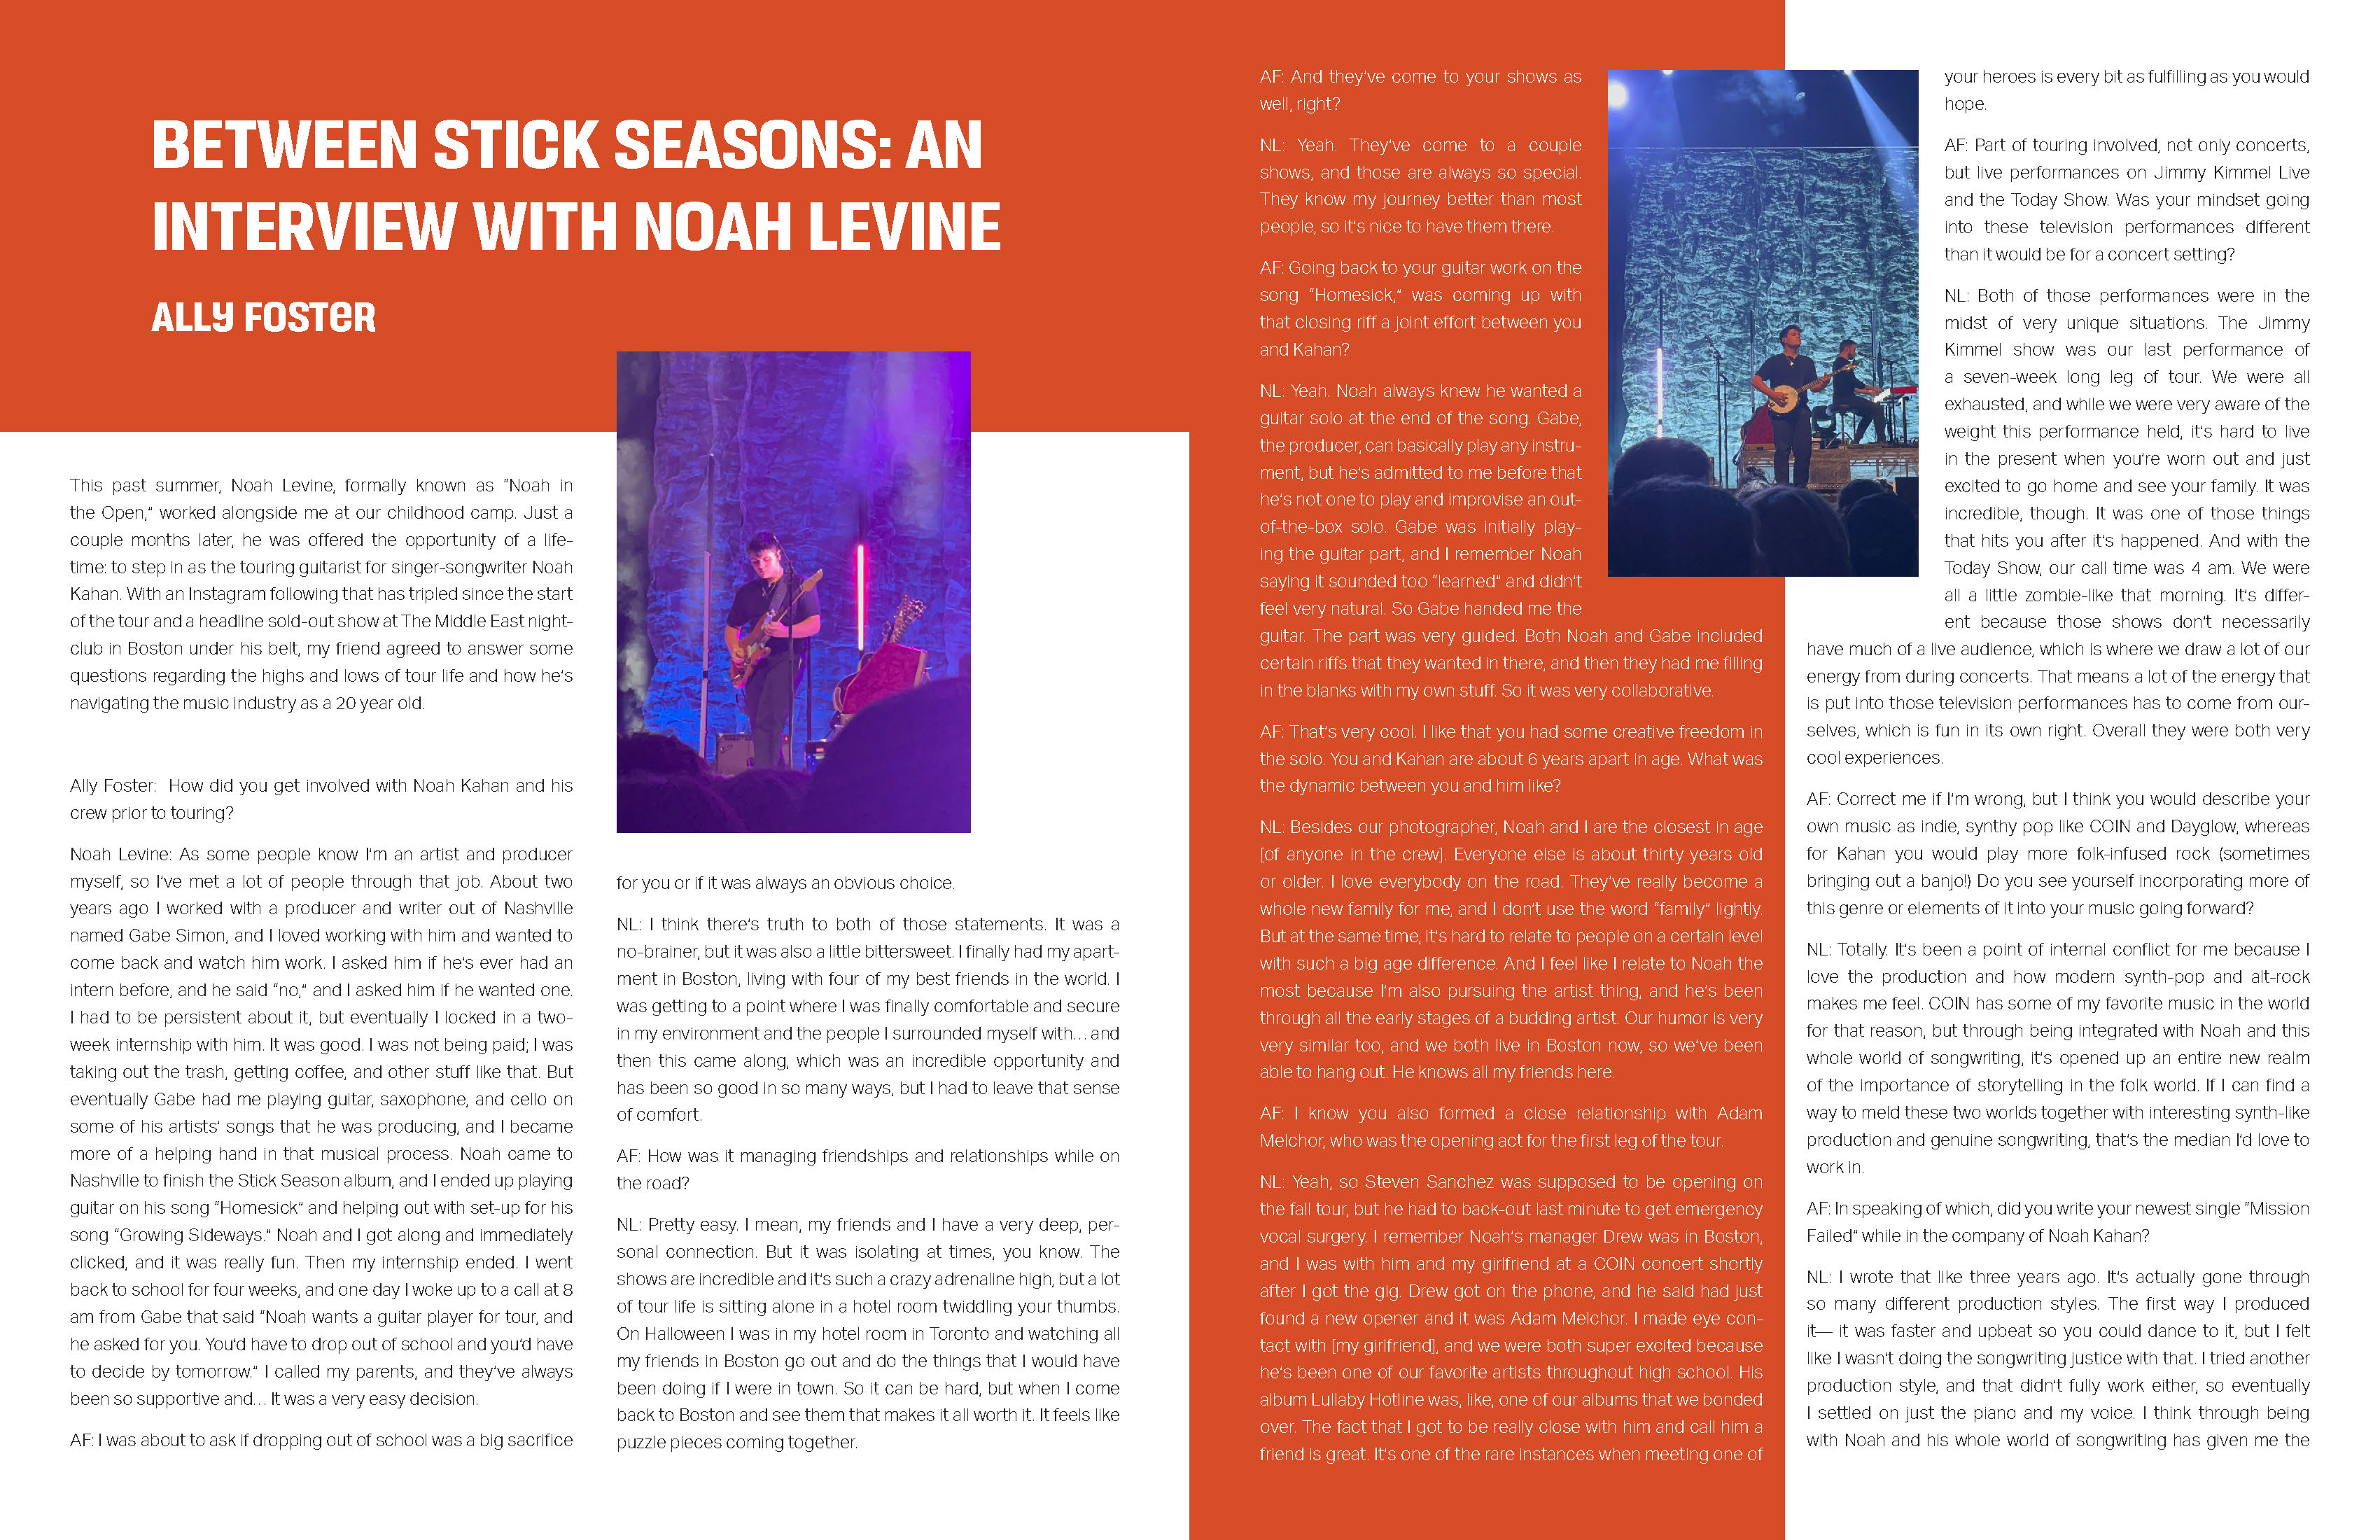 BETWEEN STICK SEASONS: AN
INTERVIEW WITH NOAH LEVINE
ALLY FOSTER
This past summer, Noah Levine, formally known as “Noah in
the Open,” worked alongside me at our childhood camp. Just a
couple months later, he was offered the opportunity of a life-
time: to step in as the touring guitarist for singer-songwriter Noah
Kahan. With an Instagram following that has tripled since the start
of the tour and a headline sold-out show at The Middle East night-
club in Boston under his belt, my friend agreed to answer some
questions regarding the highs and lows of tour life and how he’s
navigating the music industry as a 20 year old.
Ally Foster:  How did you get involved with Noah Kahan and his
crew prior to touring?
Noah Levine: As some people know I’m an artist and producer
myself, so I’ve met a lot of people through that job. About two
years ago I worked with a producer and writer out of Nashville
named Gabe Simon, and I loved working with him and wanted to
come back and watch him work. I asked him if he’s ever had an
intern before, and he said “no,” and I asked him if he wanted one.
I had to be persistent about it, but eventually I locked in a two-
week internship with him. It was good. I was not being paid; I was
taking out the trash, getting coffee, and other stuff like that. But
eventually Gabe had me playing guitar, saxophone, and cello on
some of his artists’ songs that he was producing, and I became
more of a helping hand in that musical process. Noah came to
Nashville to finish the Stick Season album, and I ended up playing
guitar on his song “Homesick” and helping out with set-up for his
song “Growing Sideways.” Noah and I got along and immediately
clicked, and it was really fun. Then my internship ended. I went
back to school for four weeks, and one day I woke up to a call at 8
am from Gabe that said “Noah wants a guitar player for tour, and
he asked for you. You’d have to drop out of school and you’d have
to decide by tomorrow.” I called my parents, and they’ve always
been so supportive and… It was a very easy decision.
AF: I was about to ask if dropping out of school was a big sacrifice
for you or if it was always an obvious choice.
NL: I think there’s truth to both of those statements. It was a
no-brainer, but it was also a little bittersweet. I finally had my apart-
ment in Boston, living with four of my best friends in the world. I
was getting to a point where I was finally comfortable and secure
in my environment and the people I surrounded myself with… and
then this came along, which was an incredible opportunity and
has been so good in so many ways, but I had to leave that sense
of comfort.
AF: How was it managing friendships and relationships while on
the road?
NL: Pretty easy. I mean, my friends and I have a very deep, per-
sonal connection. But it was isolating at times, you know. The
shows are incredible and it’s such a crazy adrenaline high, but a lot
of tour life is sitting alone in a hotel room twiddling your thumbs.
On Halloween I was in my hotel room in Toronto and watching all
my friends in Boston go out and do the things that I would have
been doing if I were in town. So it can be hard, but when I come
back to Boston and see them that makes it all worth it. It feels like
puzzle pieces coming together.
AF: And they’ve come to your shows as
well, right?
NL: Yeah. They’ve come to a couple
shows, and those are always so special.
They know my journey better than most
people, so it’s nice to have them there.
AF: Going back to your guitar work on the
song “Homesick,” was coming up with
that closing riff a joint effort between you
and Kahan?
NL: Yeah. Noah always knew he wanted a
guitar solo at the end of the song. Gabe,
the producer, can basically play any instru-
ment, but he’s admitted to me before that
he’s not one to play and improvise an out-
of-the-box solo. Gabe was initially play-
ing the guitar part, and I remember Noah
saying it sounded too “learned” and didn’t
feel very natural. So Gabe handed me the
guitar. The part was very guided. Both Noah and Gabe included
certain riffs that they wanted in there, and then they had me filling
in the blanks with my own stuff. So it was very collaborative.
AF: That’s very cool. I like that you had some creative freedom in
the solo. You and Kahan are about 6 years apart in age. What was
the dynamic between you and him like?
NL: Besides our photographer, Noah and I are the closest in age
[of anyone in the crew]. Everyone else is about thirty years old
or older. I love everybody on the road. They’ve really become a
whole new family for me, and I don’t use the word “family” lightly.
But at the same time, it’s hard to relate to people on a certain level
with such a big age difference. And I feel like I relate to Noah the
most because I’m also pursuing the artist thing, and he’s been
through all the early stages of a budding artist. Our humor is very
very similar too, and we both live in Boston now, so we’ve been
able to hang out. He knows all my friends here.
AF: I know you also formed a close relationship with Adam
Melchor, who was the opening act for the first leg of the tour.
NL: Yeah, so Steven Sanchez was supposed to be opening on
the fall tour, but he had to back-out last minute to get emergency
vocal surgery. I remember Noah’s manager Drew was in Boston,
and I was with him and my girlfriend at a COIN concert shortly
after I got the gig. Drew got on the phone, and he said had just
found a new opener and it was Adam Melchor. I made eye con-
tact with [my girlfriend], and we were both super excited because
he’s been one of our favorite artists throughout high school. His
album Lullaby Hotline was, like, one of our albums that we bonded
over. The fact that I got to be really close with him and call him a
friend is great. It’s one of the rare instances when meeting one of
your heroes is every bit as fulfilling as you would
hope.
AF: Part of touring involved, not only concerts,
but live performances on Jimmy Kimmel Live
and the Today Show. Was your mindset going
into these television performances different
than it would be for a concert setting?
NL: Both of those performances were in the
midst of very unique situations. The Jimmy
Kimmel show was our last performance of
a seven-week long leg of tour. We were all
exhausted, and while we were very aware of the
weight this performance held, it’s hard to live
in the present when you’re worn out and just
excited to go home and see your family. It was
incredible, though. It was one of those things
that hits you after it’s happened. And with the
Today Show, our call time was 4 am. We were
all a little zombie-like that morning. It’s differ-
ent because those shows don’t necessarily
have much of a live audience, which is where we draw a lot of our
energy from during concerts. That means a lot of the energy that
is put into those television performances has to come from our-
selves, which is fun in its own right. Overall they were both very
cool experiences.
AF: Correct me if I’m wrong, but I think you would describe your
own music as indie, synthy pop like COIN and Dayglow, whereas
for Kahan you would play more folk-infused rock (sometimes
bringing out a banjo!) Do you see yourself incorporating more of
this genre or elements of it into your music going forward?
NL: Totally. It’s been a point of internal conflict for me because I
love the production and how modern synth-pop and alt-rock
makes me feel. COIN has some of my favorite music in the world
for that reason, but through being integrated with Noah and this
whole world of songwriting, it’s opened up an entire new realm
of the importance of storytelling in the folk world. If I can find a
way to meld these two worlds together with interesting synth-like
production and genuine songwriting, that’s the median I’d love to
work in.
AF: In speaking of which, did you write your newest single “Mission
Failed” while in the company of Noah Kahan?
NL: I wrote that like three years ago. It’s actually gone through
so many different production styles. The first way I produced
it— it was faster and upbeat so you could dance to it, but I felt
like I wasn’t doing the songwriting justice with that. I tried another
production style, and that didn’t fully work either, so eventually
I settled on just the piano and my voice. I think through being
with Noah and his whole world of songwriting has given me the